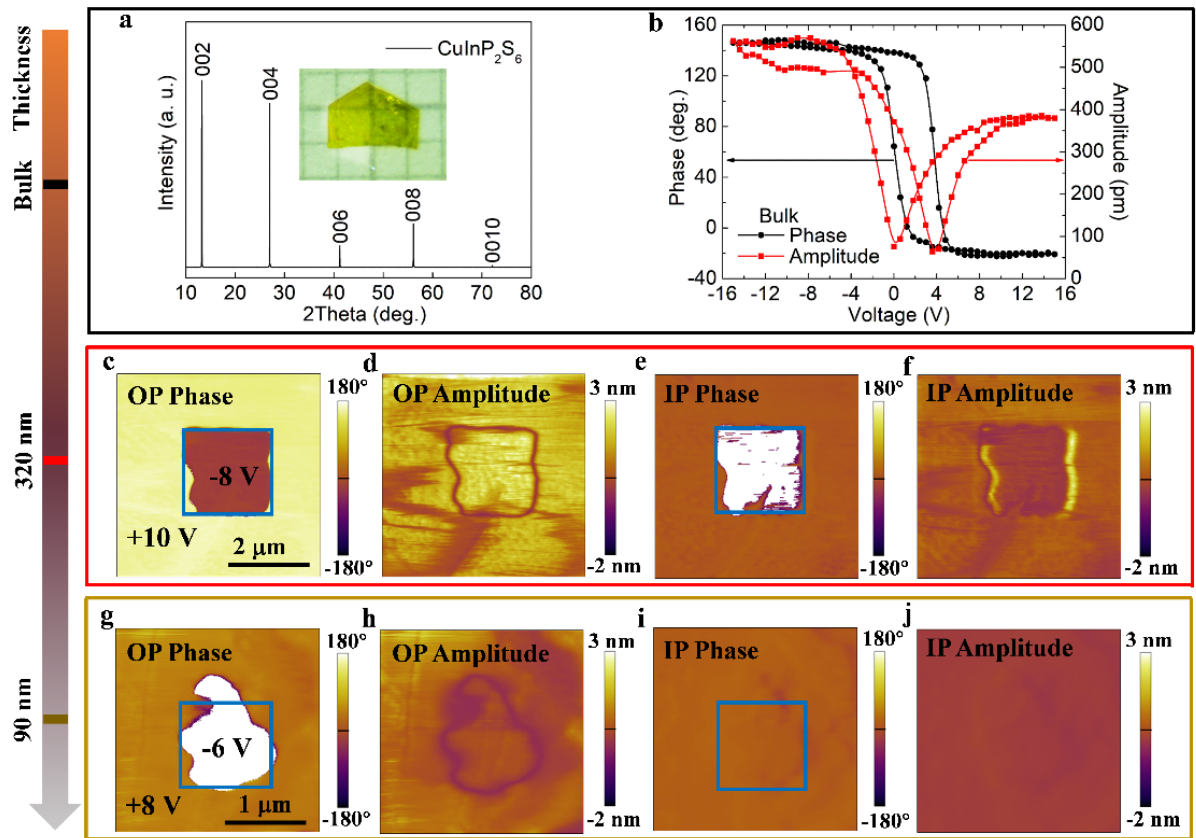 Thickness
Bulk
320 nm
90 nm
a
Intensity (a. u.)
CuInP₂S₆
002
004
006
008
0010
10 20 30 40 50 60 70 80
2Theta (deg.)
b
Phase (deg.)
160
120
80
40
0
-40
Amplitude (pm)
600
500
400
300
200
100
0
Bulk
Phase
Amplitude
-16 -12 -8 -4 0 4 8 12 16
Voltage (V)
c
OP Phase
-8 V
+10 V
2 μm
180°
-180°
d
OP Amplitude
3 nm
-2 nm
e
IP Phase
180°
-180°
f
IP Amplitude
3 nm
-2 nm
g
OP Phase
-6 V
+8 V
1 μm
180°
-180°
h
OP Amplitude
3 nm
-2 nm
i
IP Phase
180°
-180°
j
IP Amplitude
3 nm
-2 nm